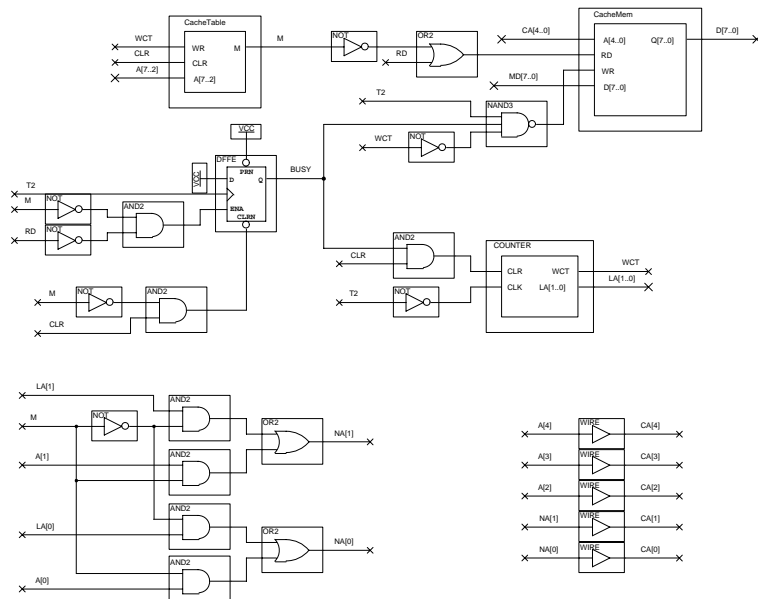 CacheTable
WCT
CLR
A[7..2]
WR
CLR
A[7..2]
M
M
NOT
RD
OR2
CacheMem
CA[4..0]
MD[7..0]
A[4..0]
RD
WR
D[7..0]
Q[7..0]
D[7..0]
T2
NAND3
WCT
NOT
VCC
DFFE
VCC
PRN
D
Q
ENA
CLRN
BUSY
T2
M
NOT
RD
NOT
AND2
M
NOT
CLR
AND2
AND2
CLR
T2
NOT
COUNTER
CLR
CLK
WCT
LA[1..0]
WCT
LA[1..0]
LA[1]
M
NOT
A[1]
AND2
AND2
OR2
NA[1]
LA[0]
A[0]
AND2
AND2
OR2
NA[0]
A[4]
WIRE
CA[4]
A[3]
WIRE
CA[3]
A[2]
WIRE
CA[2]
NA[1]
WIRE
CA[1]
NA[0]
WIRE
CA[0]